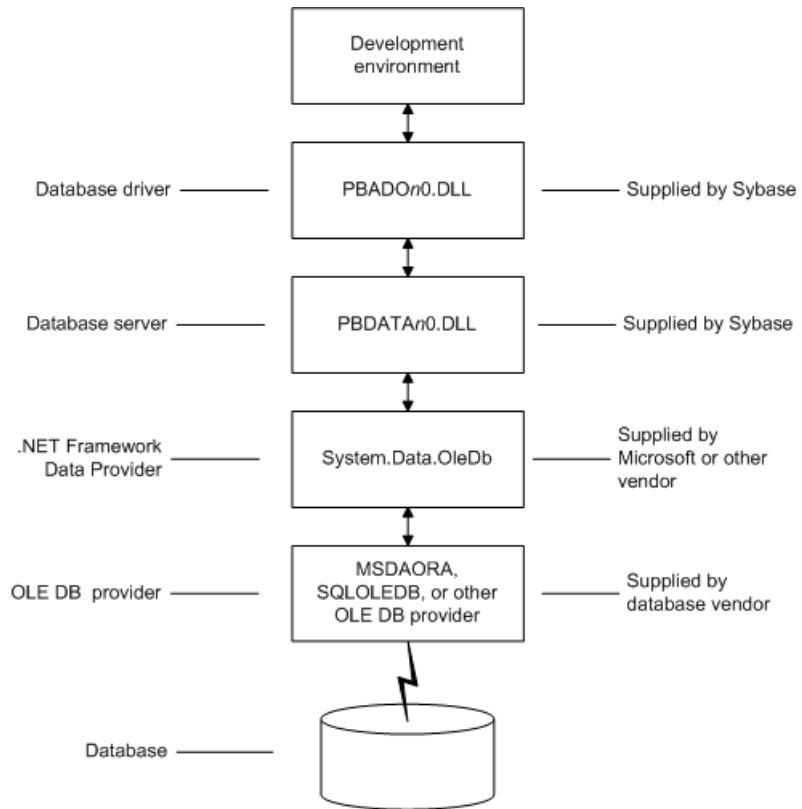 Development
environment
Database driver
PBADOn0.DLL
Supplied by Sybase
Database server
PBDATAn0.DLL
Supplied by Sybase
.NET Framework
Data Provider
System.Data.OleDb
Supplied by
Microsoft or other
vendor
OLE DB provider
MSDAORA,
SQLOLEDB, or other
OLE DB provider
Supplied by
database vendor
Database